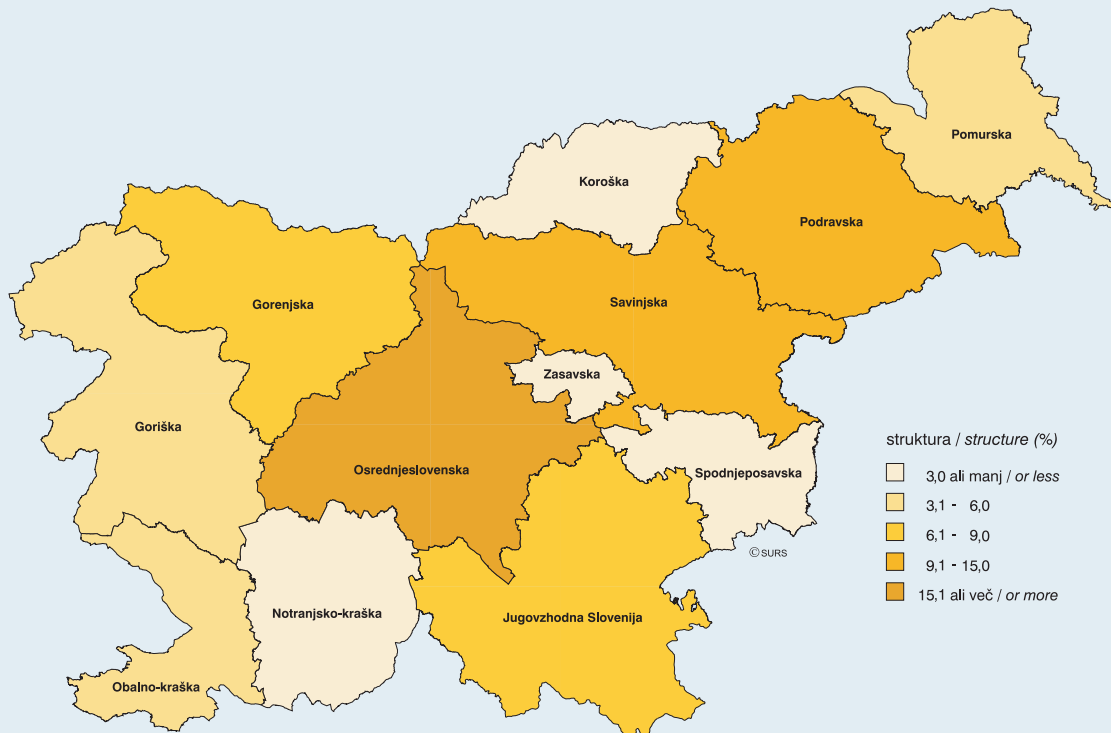 Pomurska
Koroška
Podravska
Gorenjska
Savinjska
Zasavska
Goriška
Osrednjeslovenska
Spodnjeposavska
Notranjsko-kraška
Jugovzhodna Slovenija
Obalno-kraška
struktura / structure (%)
3,0 ali manj / or less
3,1 - 6,0
6,1 - 9,0
9,1 - 15,0
15,1 ali več / or more
© SURS